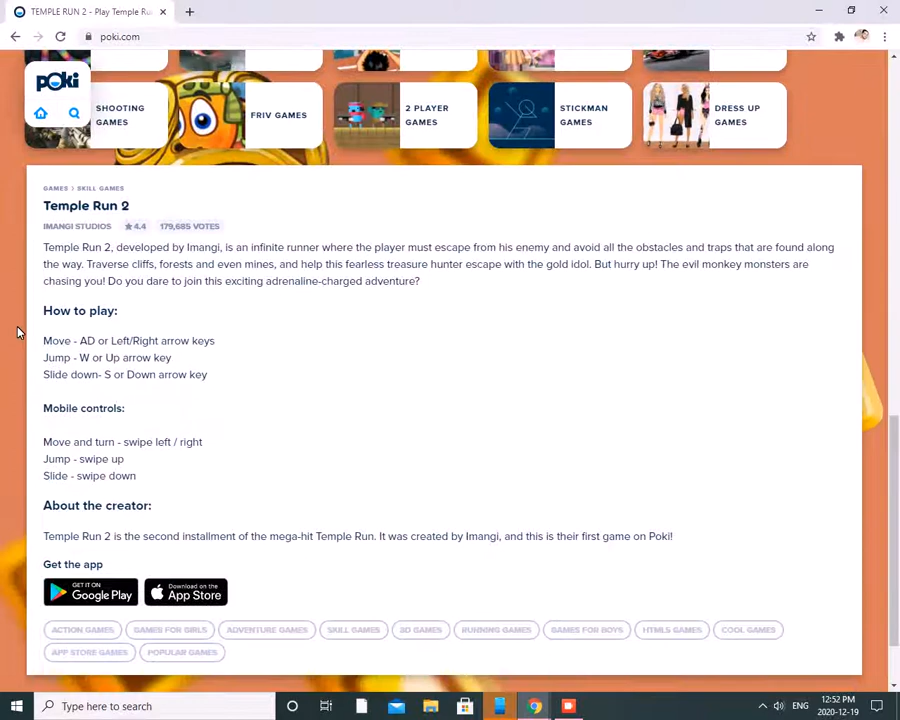 TEMPLE RUN 2 - Play Temple Ru
poki.com
poki
SHOOTING
GAMES
FRIV GAMES
2 PLAYER
GAMES
STICKMAN
GAMES
DRESS UP
GAMES
GAMES > SKILL GAMES
Temple Run 2
IMANGI STUDIOS ★ 4.4 179,685 VOTES
Temple Run 2, developed by Imangi, is an infinite runner where the player must escape from his enemy and avoid all the obstacles and traps that are found along
the way. Traverse cliffs, forests and even mines, and help this fearless treasure hunter escape with the gold idol. But hurry up! The evil monkey monsters are
chasing you! Do you dare to join this exciting adrenaline-charged adventure?
How to play:
Move - AD or Left/Right arrow keys
Jump - W or Up arrow key
Slide down- S or Down arrow key
Mobile controls:
Move and turn - swipe left / right
Jump - swipe up
Slide - swipe down
About the creator:
Temple Run 2 is the second installment of the mega-hit Temple Run. It was created by Imangi, and this is their first game on Poki!
Get the app
GET IT ON
Google Play
Download on the
App Store
ACTION GAMES GAMES FOR GIRLS ADVENTURE GAMES SKILL GAMES 3D GAMES RUNNING GAMES GAMES FOR BOYS HTML5 GAMES COOL GAMES
APP STORE GAMES POPULAR GAMES
Type here to search
ENG
12:52 PM
2020-12-19